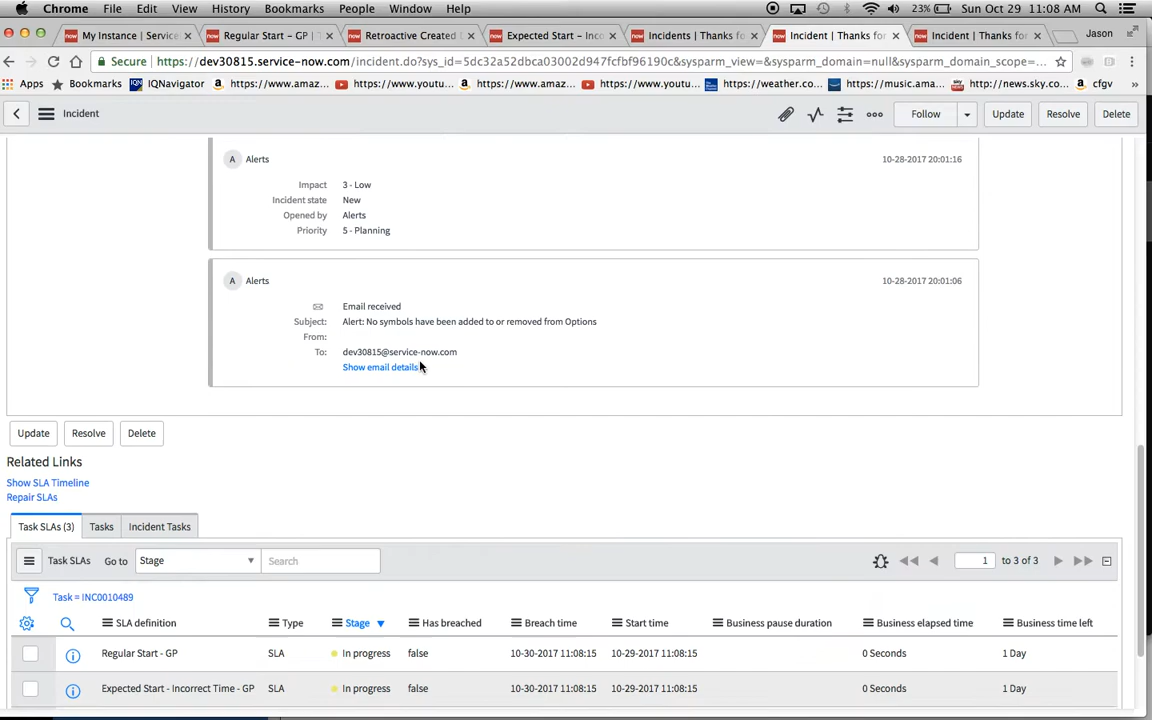 Chrome File Edit View History Bookmarks People Window Help 23% Sun Oct 29 11:08 AM
My Instance | Service Regular Start – GP | T Retroactive Created Expected Start – Inco Incidents | Thanks for Incident | Thanks for Incident | Thanks for Jason
Secure https://dev30815.service-now.com/incident.do?sys_id=5dc32a52dbca03002d947fcfbf96190c&sysparm_view=&sysparm_domain=null&sysparm_domain_scope=...
Apps Bookmarks IQNavigator https://www.amaz... https://www.youtu... https://www.amaz... https://www.youtu... https://weather.co... https://music.ama... http://news.sky.co... cfgv »
Incident Follow Update Resolve Delete
A Alerts 10-28-2017 20:01:16
Impact 3 - Low
Incident state New
Opened by Alerts
Priority 5 - Planning
A Alerts 10-28-2017 20:01:06
Email received
Subject: Alert: No symbols have been added to or removed from Options
From:
To: dev30815@service-now.com
Show email details
Update Resolve Delete
Related Links
Show SLA Timeline
Repair SLAs
Task SLAs (3) Tasks Incident Tasks
Task SLAs Go to Stage Search 1 to 3 of 3
Task = INC0010489
SLA definition Type Stage Has breached Breach time Start time Business pause duration Business elapsed time Business time left
Regular Start - GP SLA In progress false 10-30-2017 11:08:15 10-29-2017 11:08:15 0 Seconds 1 Day
Expected Start - Incorrect Time - GP SLA In progress false 10-30-2017 11:08:15 10-29-2017 11:08:15 0 Seconds 1 Day